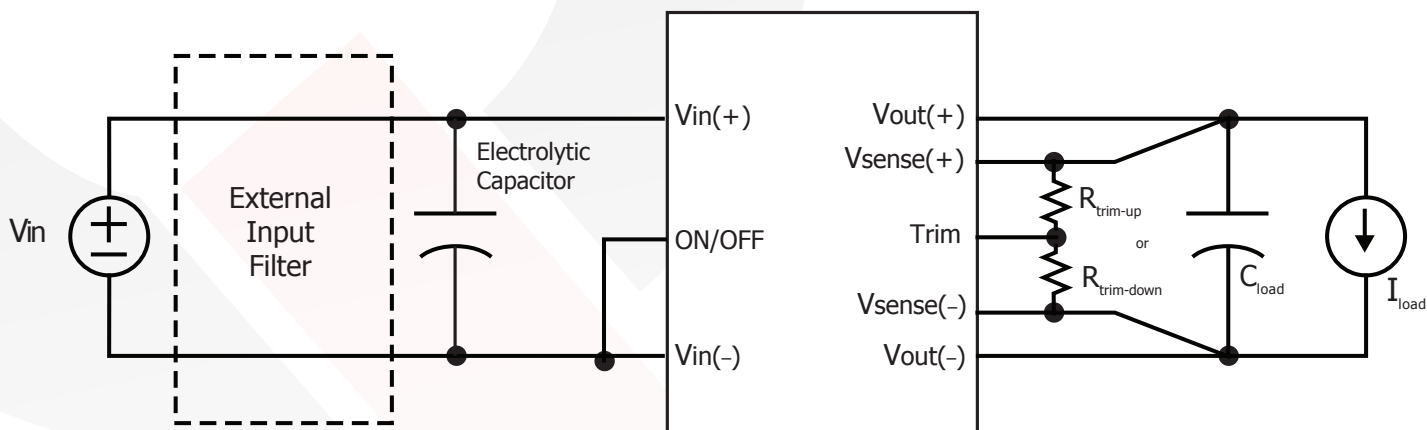 Vin
External
Input
Filter
Electrolytic
Capacitor
Vin(+)
ON/OFF
Vin(–)
Vout(+)
Vsense(+)
Trim
Vsense(–)
Vout(–)
Rtrim-up
or
Rtrim-down
Cload
Iload